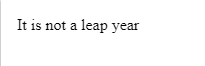 It is not a leap year